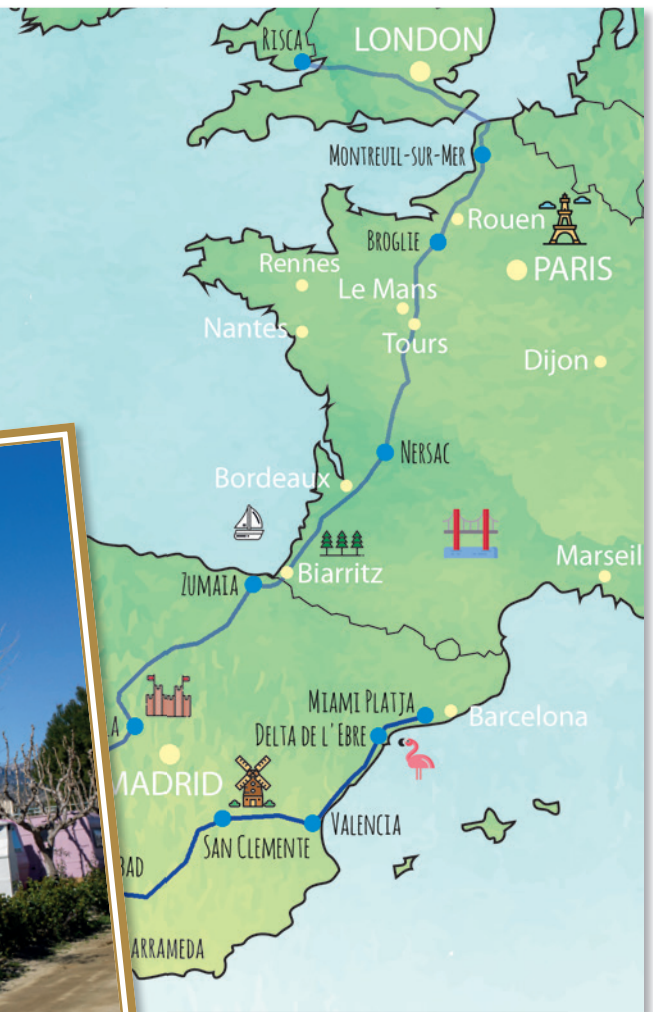 RISCA
LONDON
MONTREUIL-SUR-MER
Rouen
BROGLIE
PARIS
Rennes
Le Mans
Nantes
Tours
Dijon
NERSAC
Bordeaux
Marseil
Biarritz
ZUMAIA
MIAMI PLATJA
Barcelona
LA
DELTA DE L'EBRE
MADRID
VALENCIA
SAN CLEMENTE
BAD
ARRAMEDA